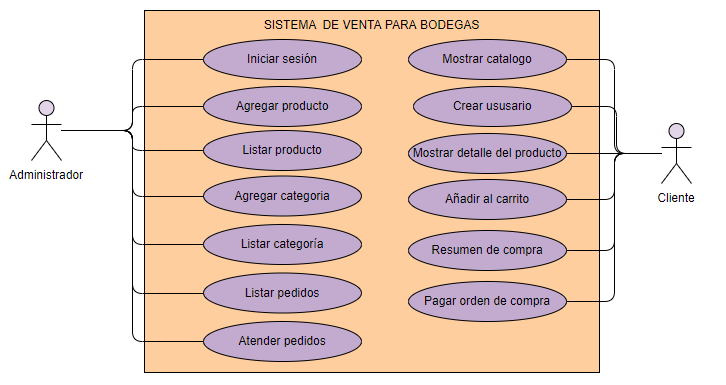 SISTEMA DE VENTA PARA BODEGAS
Iniciar sesión
Agregar producto
Listar producto
Agregar categoria
Listar categoría
Listar pedidos
Atender pedidos
Mostrar catalogo
Crear ususario
Mostrar detalle del producto
Añadir al carrito
Resumen de compra
Pagar orden de compra
Administrador
Cliente